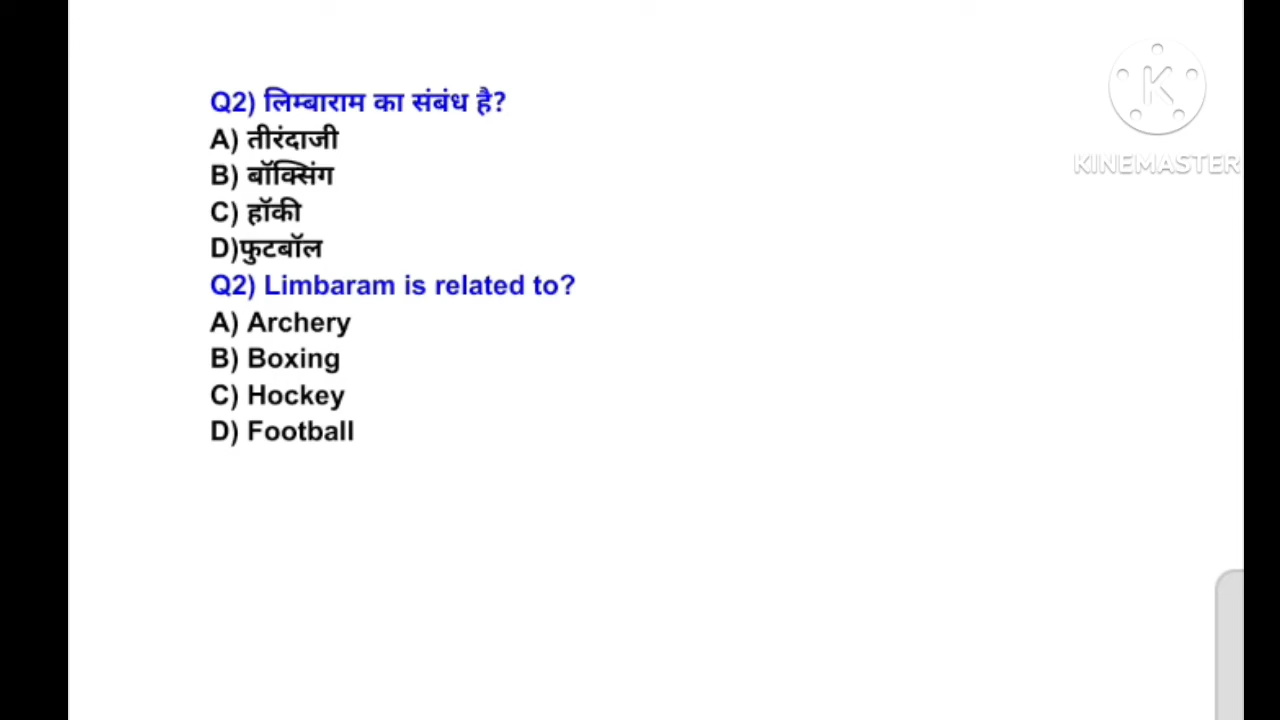 Q2) लिम्बाराम का संबंध है?
A) तीरंदाजी
B) बॉक्सिंग
C) हॉकी
D)फुटबॉल
Q2) Limbaram is related to?
A) Archery
B) Boxing
C) Hockey
D) Football
K
KINEMASTER